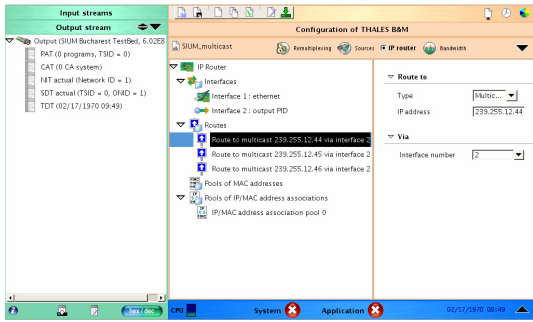 Input streams
Output stream
Output (SIUM Bucharest TestBed, 6.02E8
PAT (0 programs, TSID = 0)
CAT (0 CA system)
NIT actual (Network ID = 1)
SDT actual (TSID = 0, ONID = 1)
TDT (02/17/1970 09:49)
hex/dec
Configuration of THALES B&M
SIUM_multicast
Remultiplexing
Sources
IP router
Bandwidth
IP Router
Interfaces
Interface 1 : ethernet
Interface 2 : output PID
Routes
Route to multicast 239.255.12.44 via interface 2
Route to multicast 239.255.12.45 via interface 2
Route to multicast 239.255.12.46 via interface 2
Pools of MAC addresses
Pools of IP/MAC address associations
IP/MAC address association pool 0
Route to
Type
Multic...
IP address
239.255.12.44
Via
Interface number
2
CPU
System
Application
02/17/1970 09:49